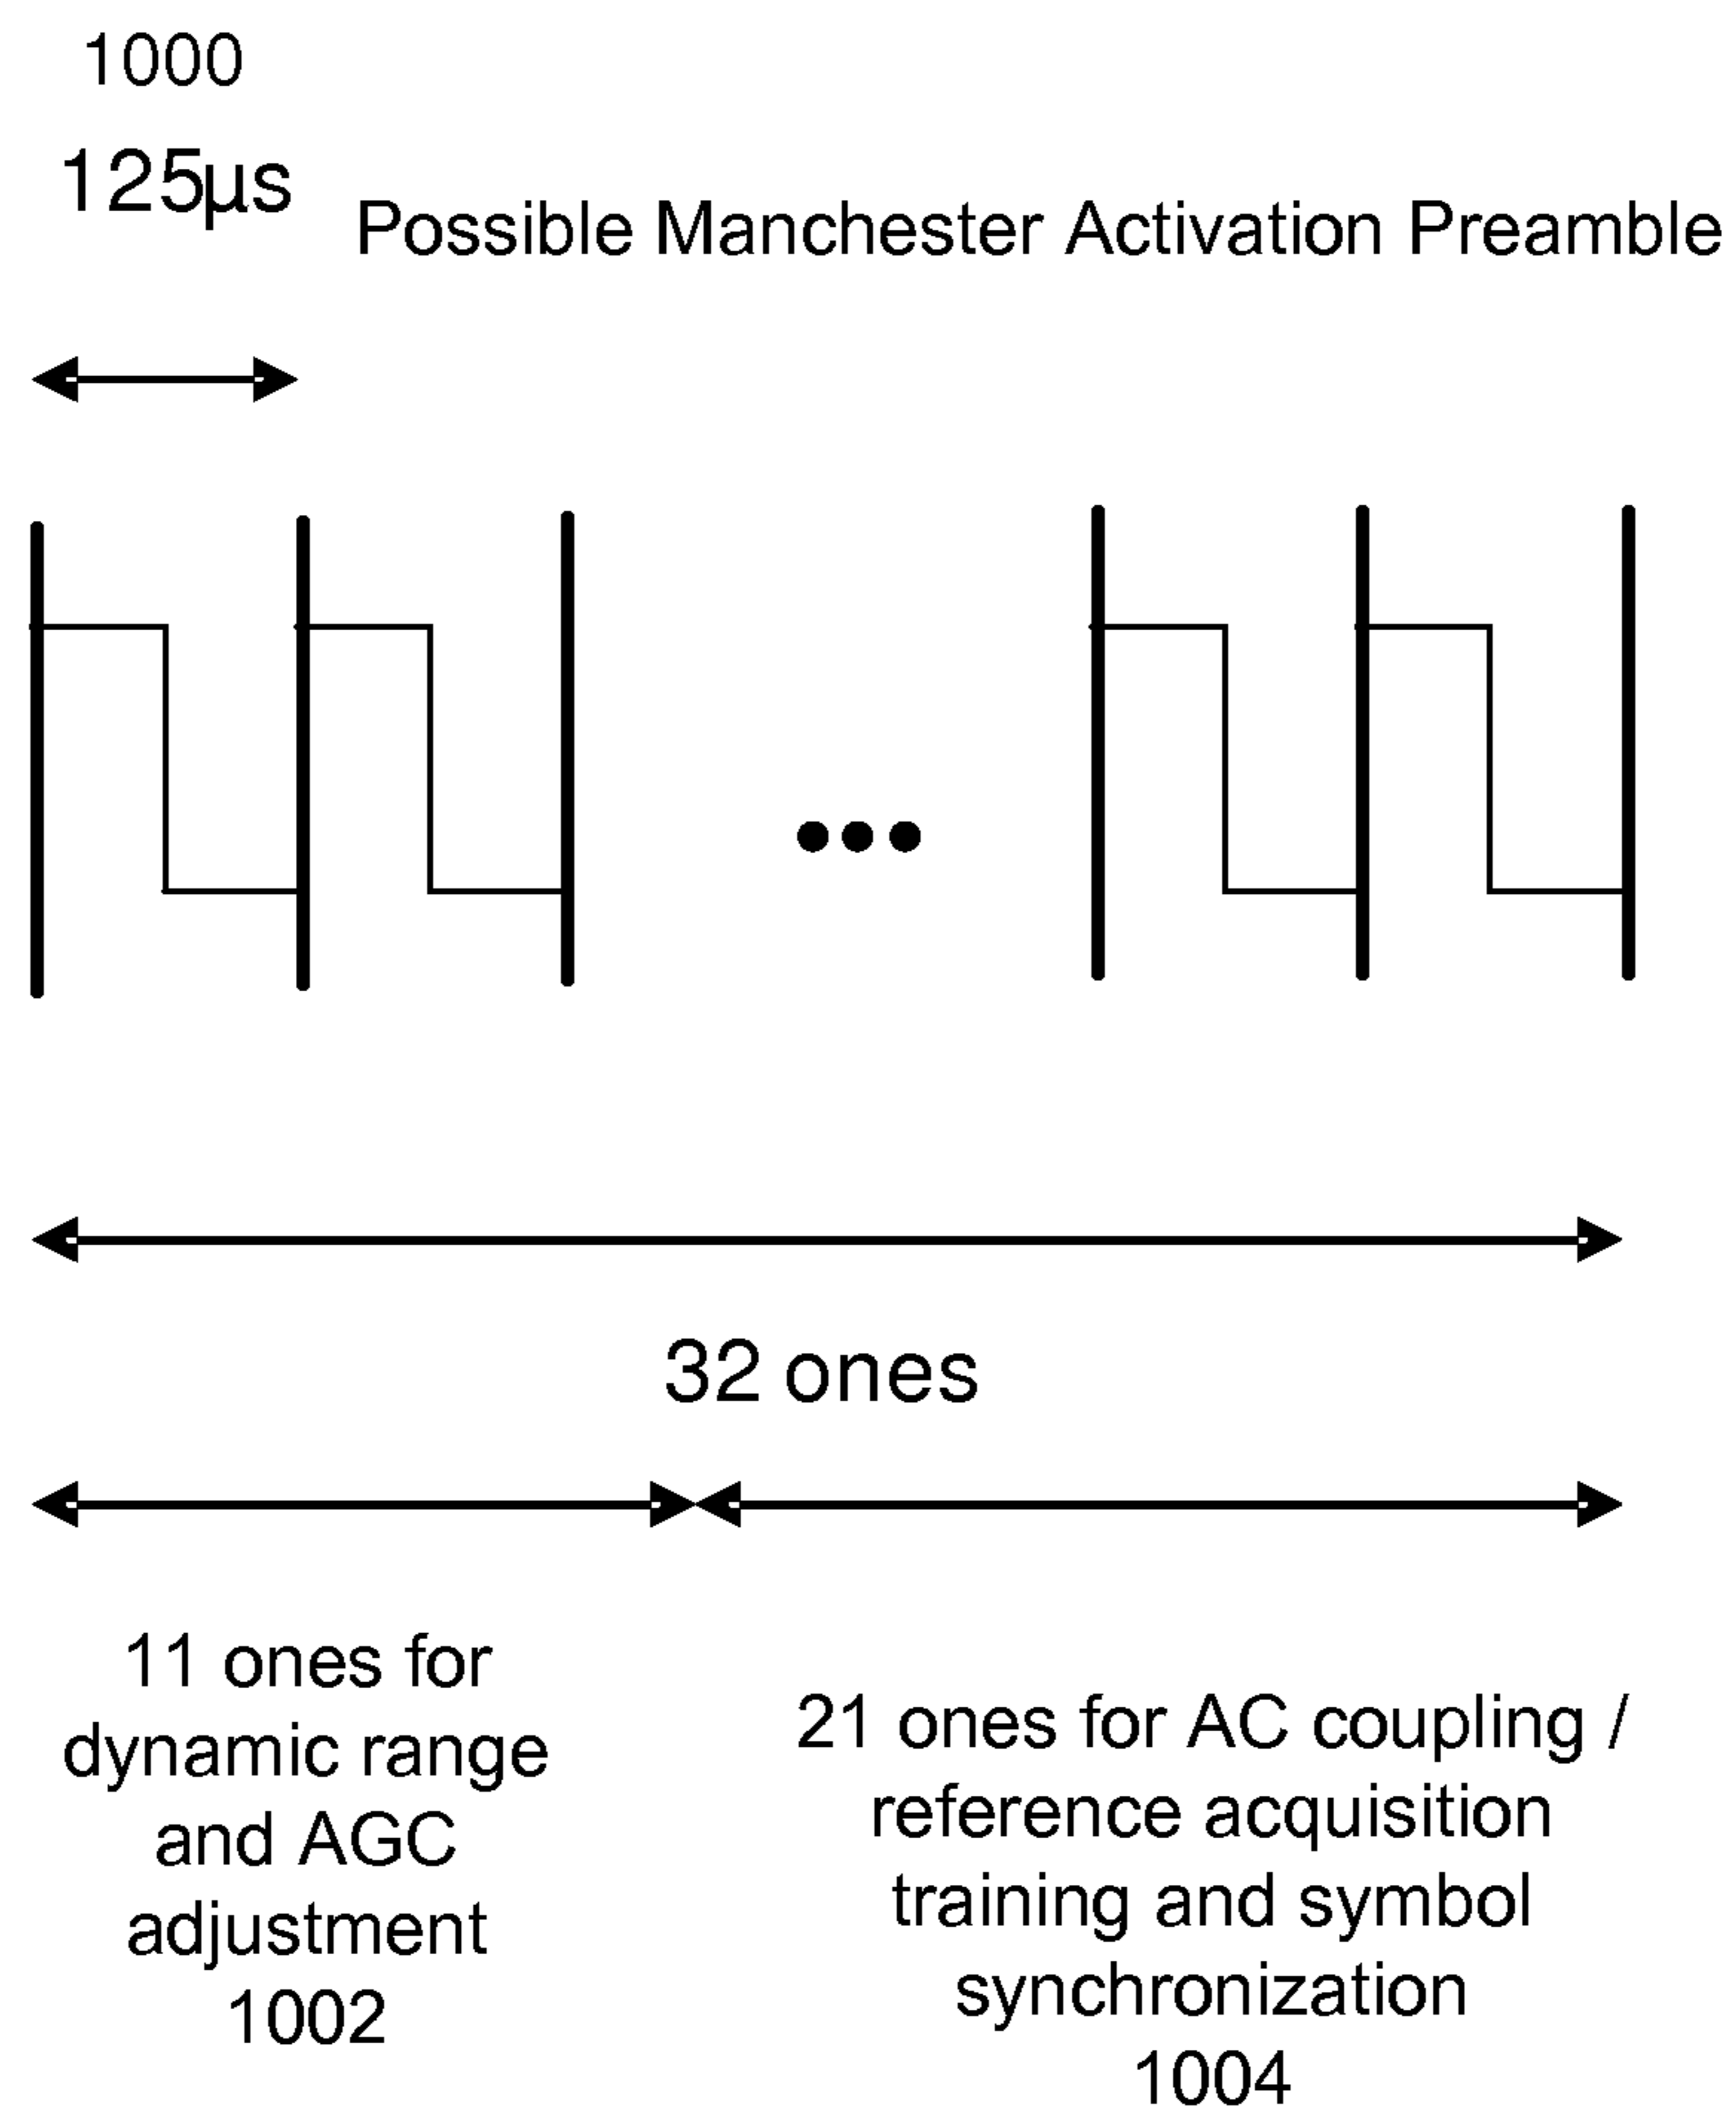 1000
125µs
Possible Manchester Activation Preamble
32 ones
11 ones for
dynamic range
and AGC
adjustment
1002
21 ones for AC coupling /
reference acquisition
training and symbol
synchronization
1004